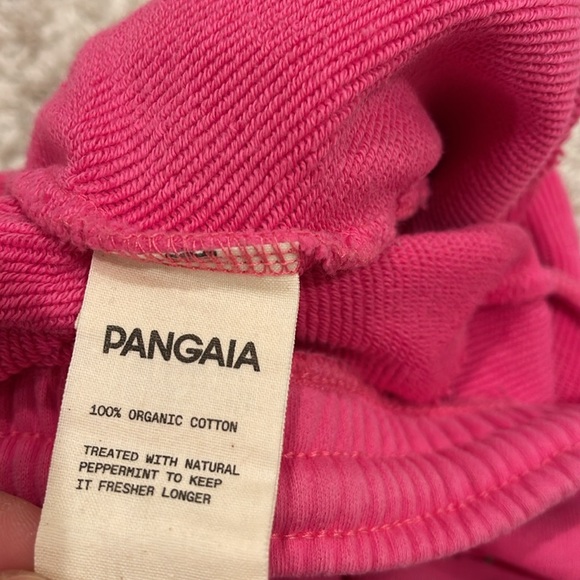 PANGAIA
100% ORGANIC COTTON
TREATED WITH NATURAL
PEPPERMINT TO KEEP
IT FRESHER LONGER